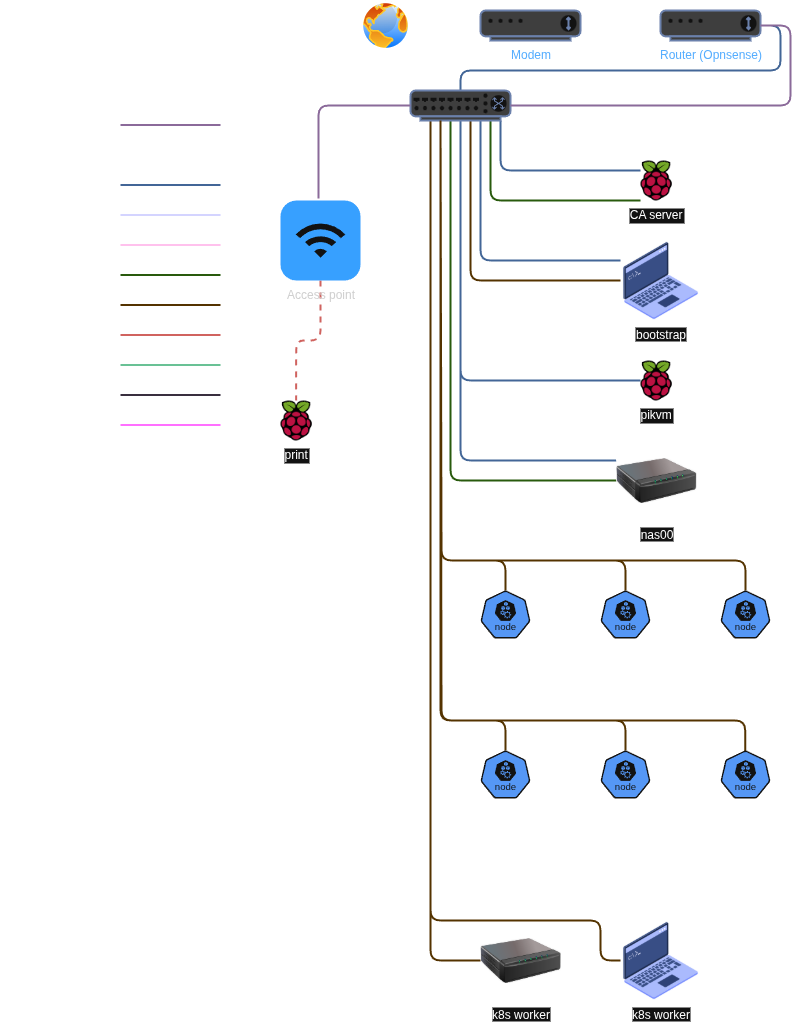 Modem
Router (Opnsense)
CA server
Access point
bootstrap
pikvm
print
nas00
node
node
node
node
node
node
k8s worker
k8s worker